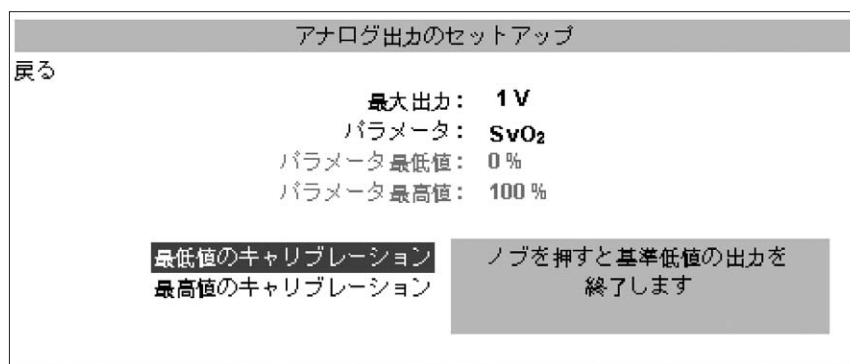 アナログ出力のセットアップ
戻る
最大出力： 1 V
パラメータ： SvO₂
パラメータ最低値： 0 %
パラメータ最高値： 100 %
最低値のキャリブレーション
最高値のキャリブレーション
ノブを押すと基準低値の出力を
終了します